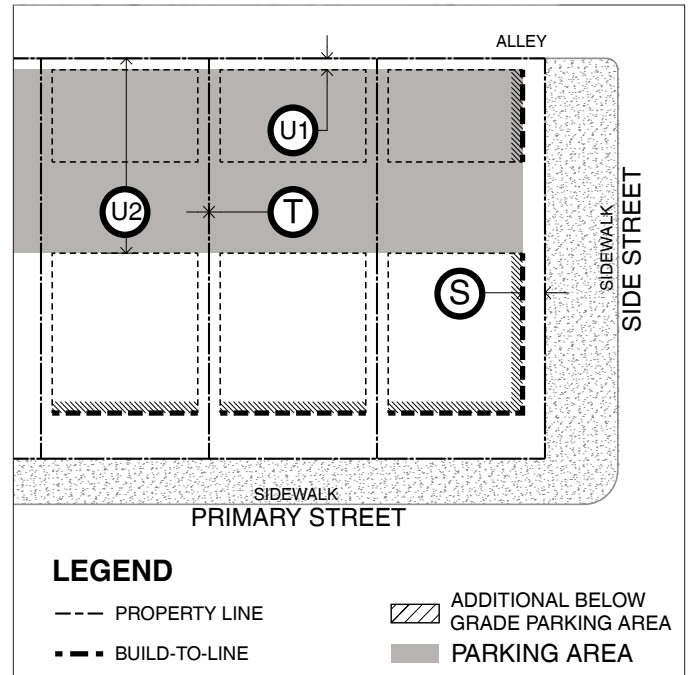 ALLEY
U1
U2
T
S
SIDEWALK
SIDE STREET
SIDEWALK
PRIMARY STREET
LEGEND
PROPERTY LINE
BUILD-TO-LINE
ADDITIONAL BELOW
GRADE PARKING AREA
PARKING AREA